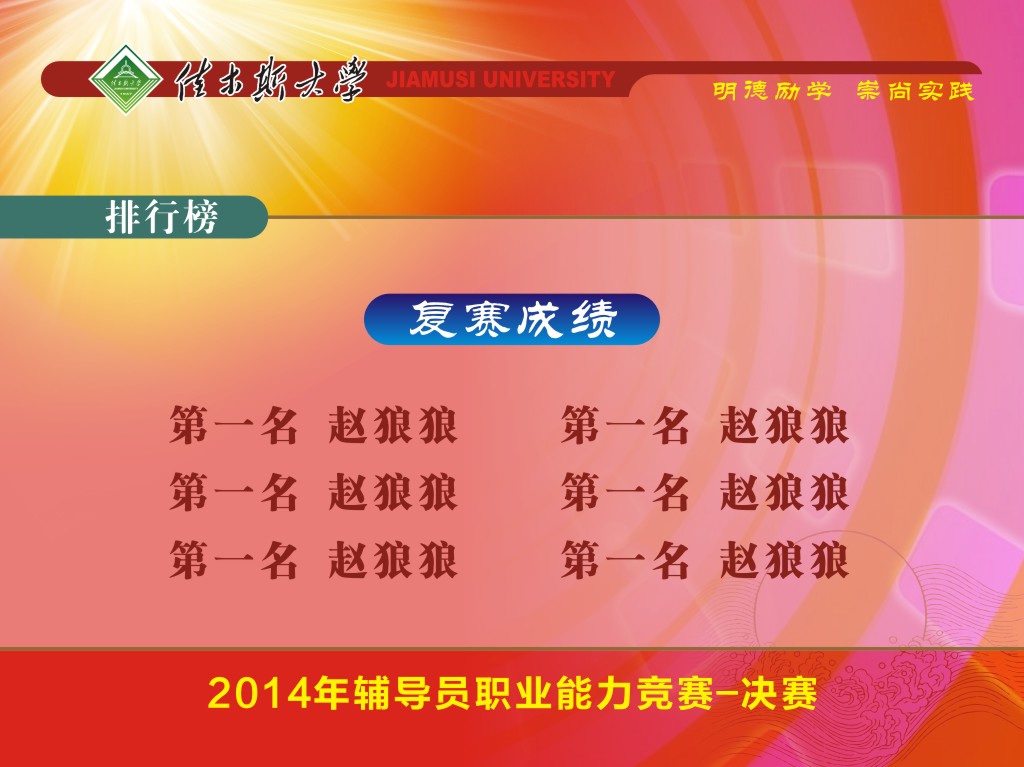 佳木斯大学 JIAMUSI UNIVERSITY
明德励学 崇尚实践
排行榜
复赛成绩
第一名 赵狼狼 第一名 赵狼狼
第一名 赵狼狼 第一名 赵狼狼
第一名 赵狼狼 第一名 赵狼狼
2014年辅导员职业能力竞赛-决赛